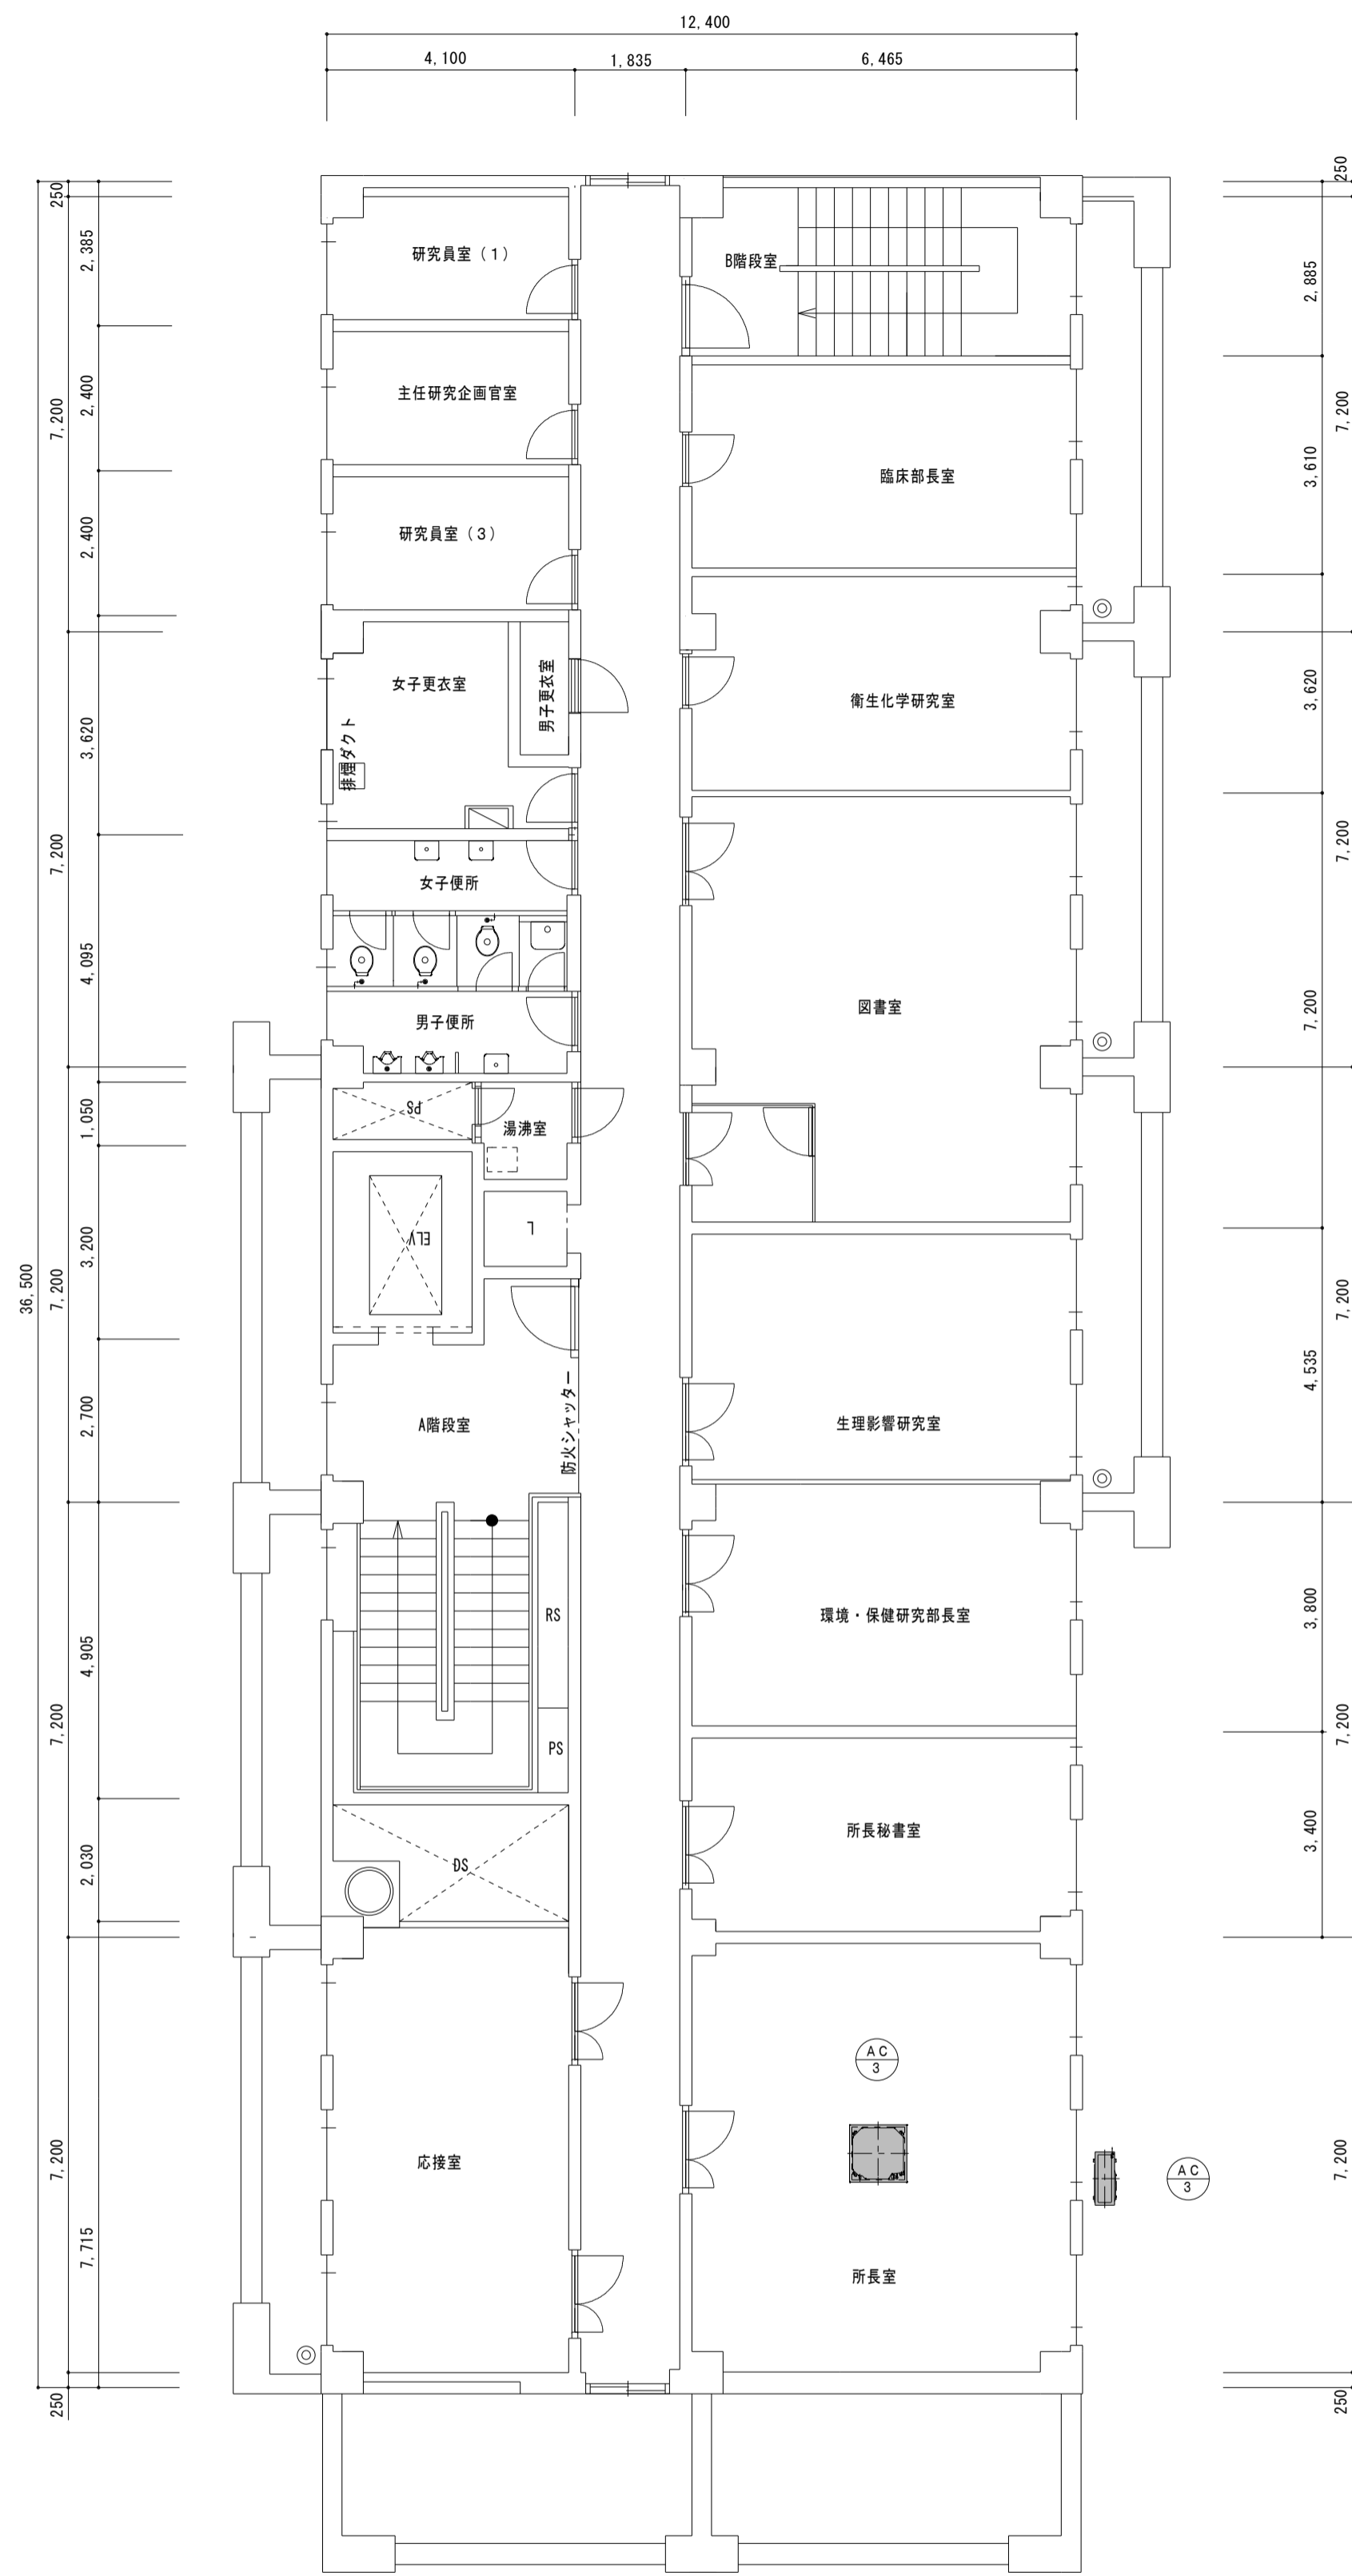 12,400
4,100
1,835
6,465
250
2,385
2,400
7,200
2,400
3,620
7,200
4,095
1,050
3,200
7,200
36,500
2,700
4,905
7,200
2,030
7,200
7,715
250
研究員室（１）
主任研究企画官室
研究員室（３）
女子更衣室
男子更衣室
排煙ダクト
女子便所
男子便所
PS
湯沸室
ELV
L
A階段室
防火シャッター
RS
PS
DS
応接室
B階段室
臨床部長室
衛生化学研究室
図書室
生理影響研究室
環境・保健研究部長室
所長秘書室
AC
3
所長室
AC
3
250
2,885
7,200
3,610
3,620
7,200
7,200
7,200
4,535
3,800
7,200
3,400
7,200
250